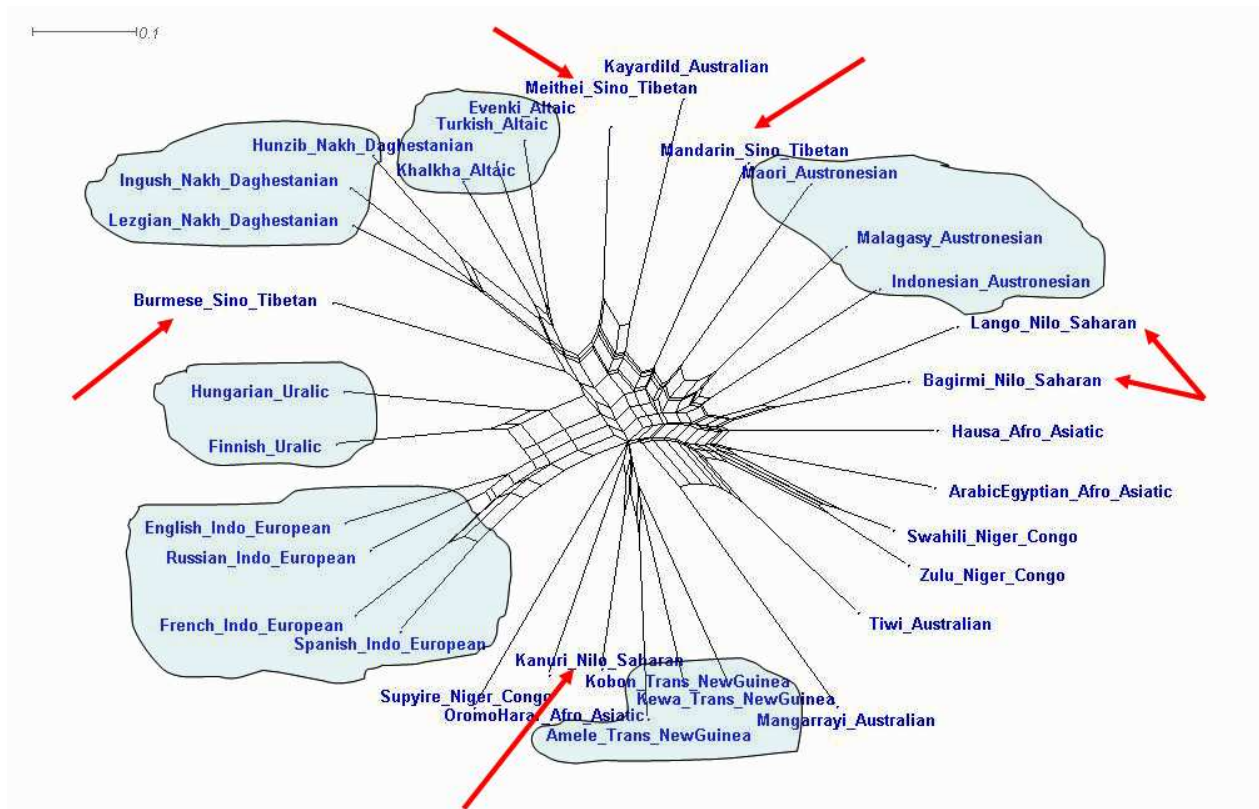 0.1
Kayardild_Australian
Meithei_Sino_Tibetan
Evenki_Altaic
Turkish_Altaic
Hunzib_Nakh_Daghestanian
Mandarin_Sino_Tibetan
Khalkha_Altaic
Maori_Austronesian
Ingush_Nakh_Daghestanian
Lezgian_Nakh_Daghestanian
Malagasy_Austronesian
Indonesian_Austronesian
Burmese_Sino_Tibetan
Lango_Nilo_Saharan
Bagirmi_Nilo_Saharan
Hungarian_Uralic
Hausa_Afro_Asiatic
Finnish_Uralic
ArabicEgyptian_Afro_Asiatic
English_Indo_European
Swahili_Niger_Congo
Russian_Indo_European
Zulu_Niger_Congo
French_Indo_European
Tiwi_Australian
Spanish_Indo_European
Kanuri_Nilo_Saharan
Kobon_Trans_NewGuinea
Supyire_Niger_Congo
Kewa_Trans_NewGuinea
OromoHarar_Afro_Asiatic
Mangarrayi_Australian
Amele_Trans_NewGuinea